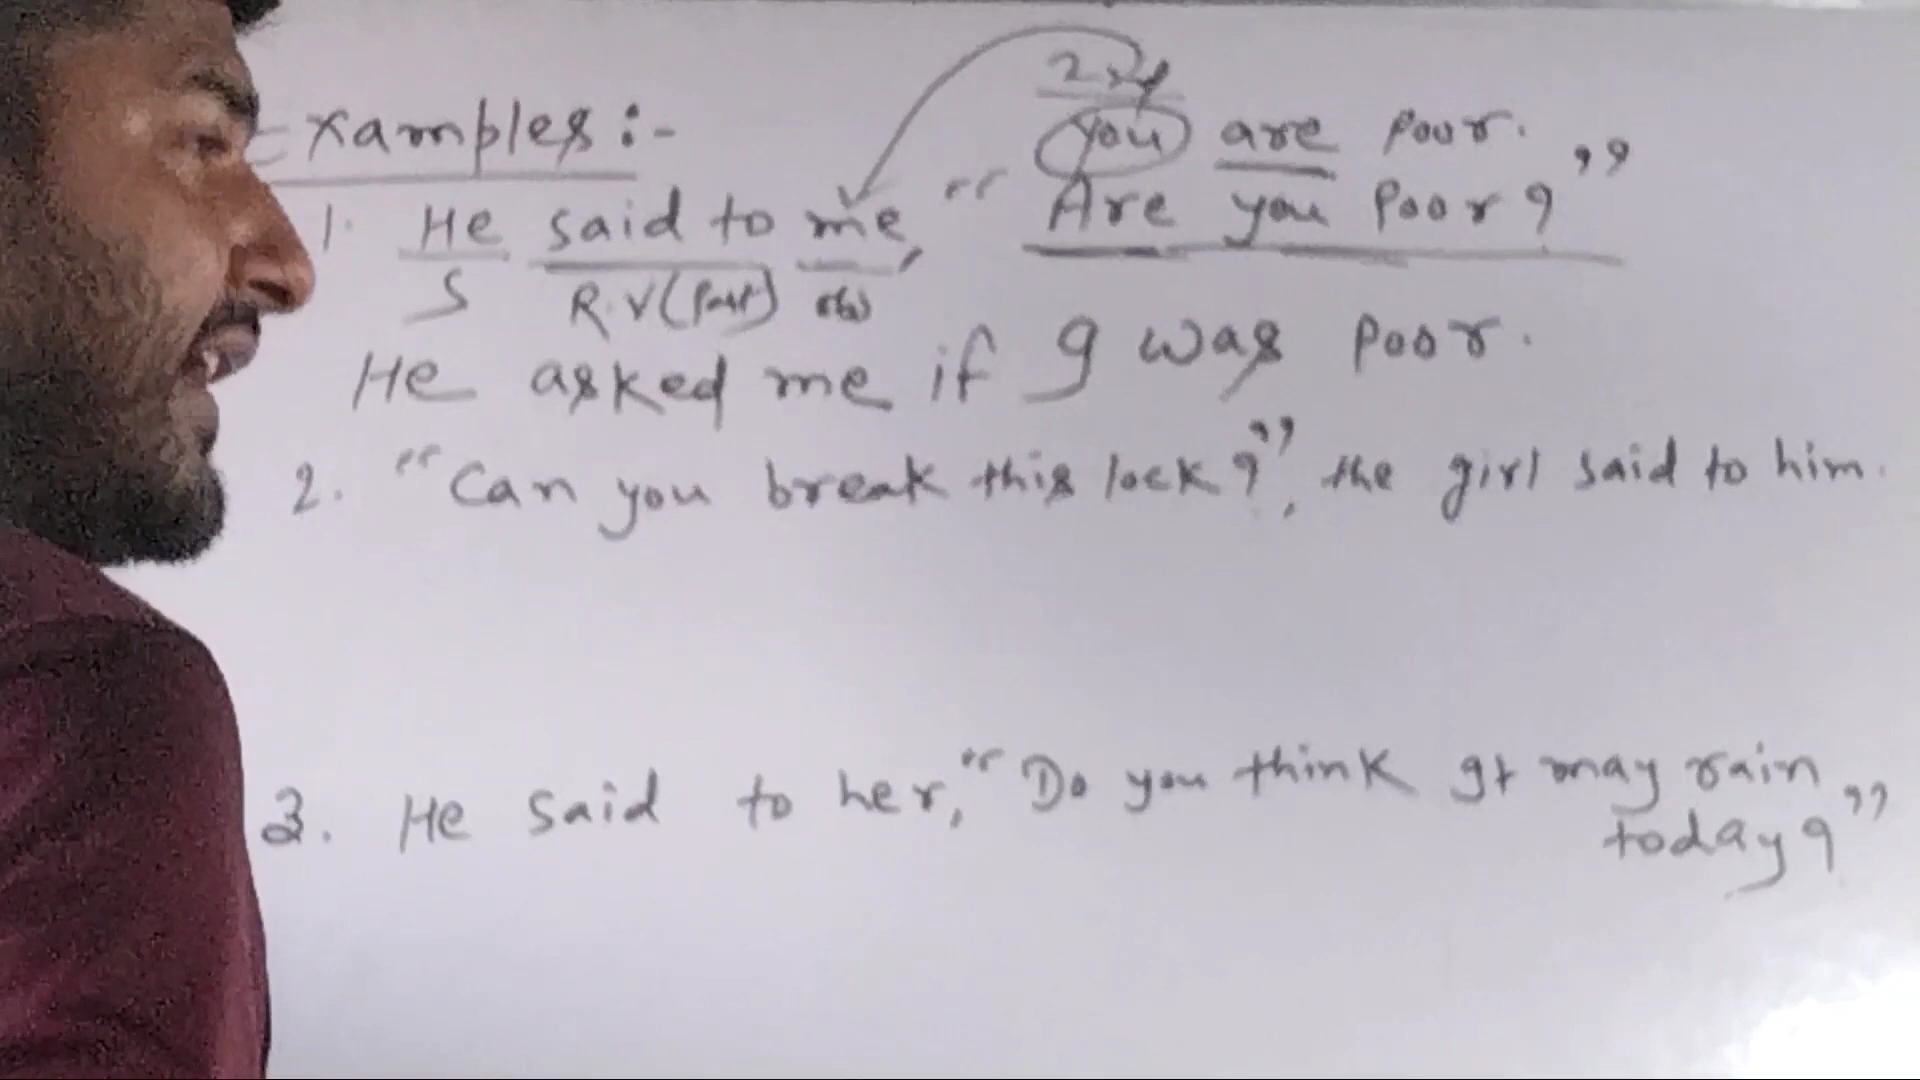 Examples :-
2nd
You are poor.
1. He said to me, "Are you poor?"
S R.V(Past) obj
He asked me if I was poor.
2. "Can you break this lock?", the girl said to him.
3. He said to her, "Do you think It may rain
today?"